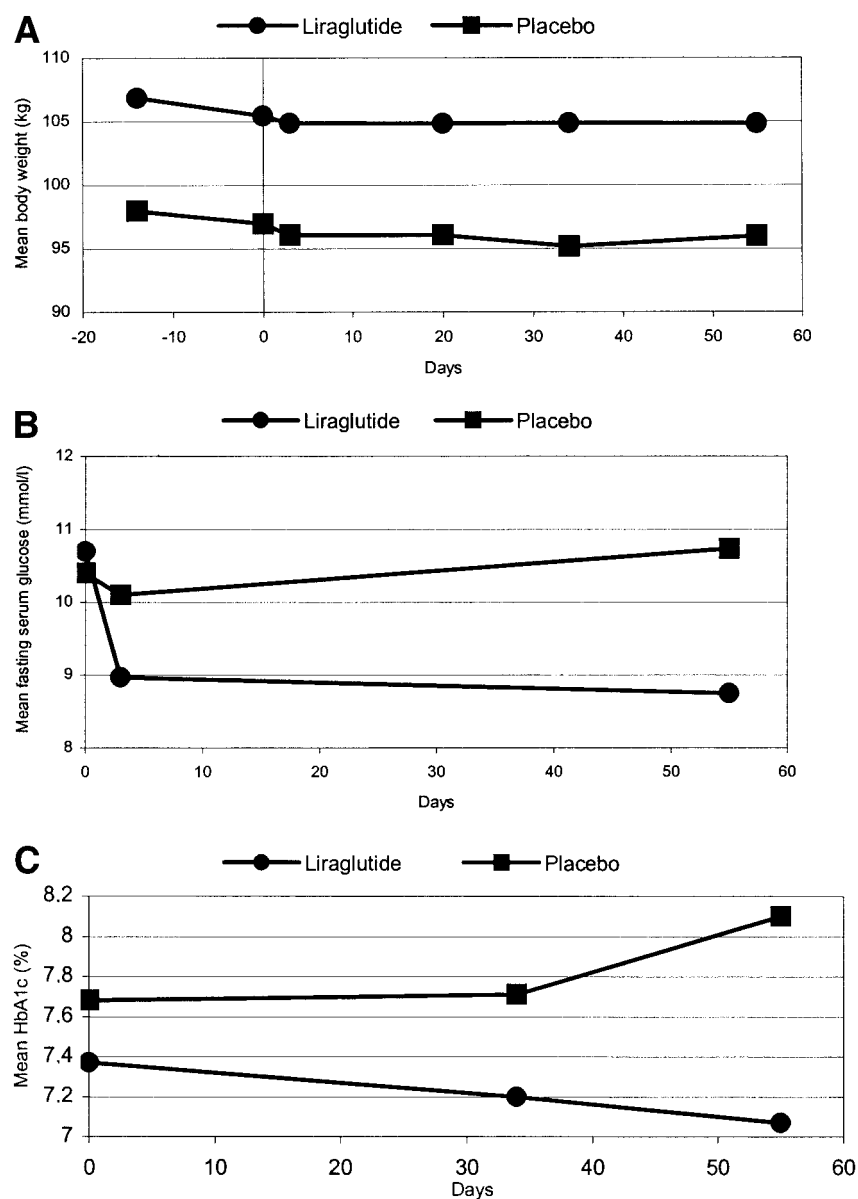 A
Liraglutide Placebo
Mean body weight (kg)
110
105
100
95
90
-20 -10 0 10 20 30 40 50 60
Days
B
Liraglutide Placebo
Mean fasting serum glucose (mmol/l)
12
11
10
9
8
0 10 20 30 40 50 60
Days
C
Liraglutide Placebo
Mean HbA1c (%)
8.2
8
7.8
7.6
7.4
7.2
7
0 10 20 30 40 50 60
Days